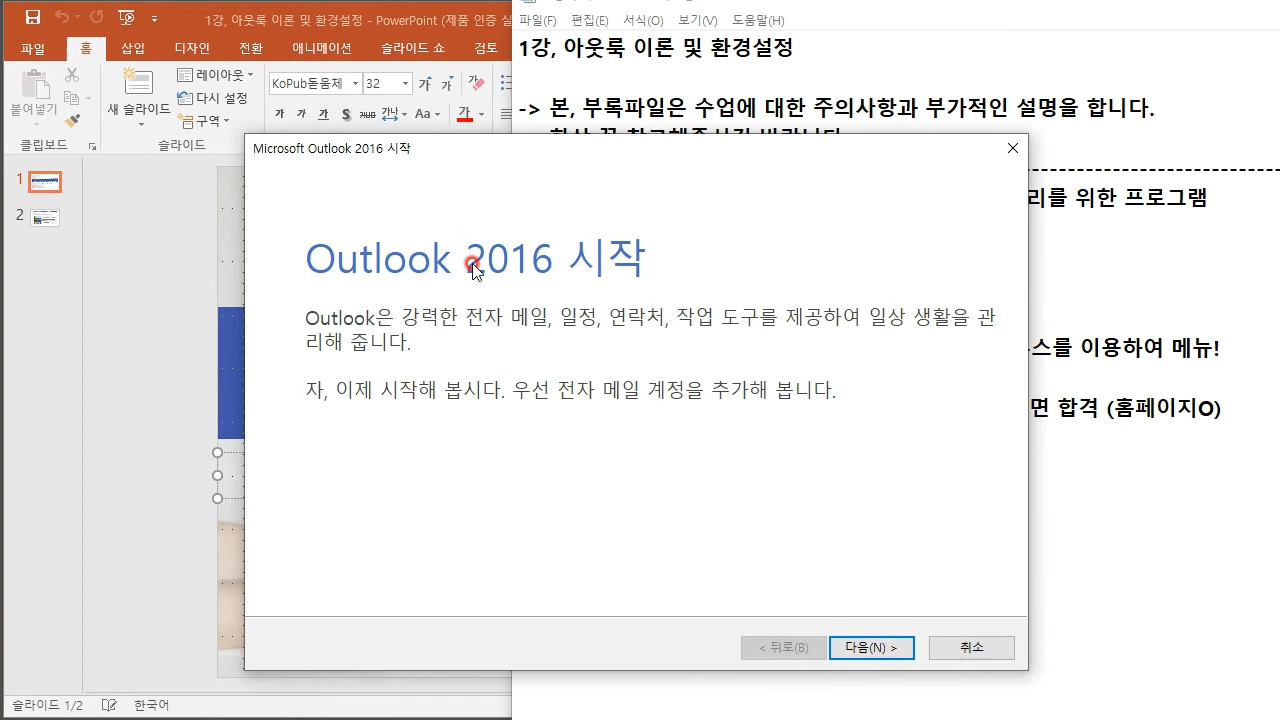 1강, 아웃룩 이론 및 환경설정 - PowerPoint (제품 인증 실
파일 홈 삽입 디자인 전환 애니메이션 슬라이드 쇼 검토
붙여넣기
새 슬라이드
레이아웃
다시 설정
구역
KoPub돋움체 32
가 가 가 S 간 Aa 가
클립보드
슬라이드
1
2
파일(F) 편집(E) 서식(O) 보기(V) 도움말(H)
1강, 아웃룩 이론 및 환경설정
-> 본, 부록파일은 수업에 대한 주의사항과 부가적인 설명을 합니다.
리를 위한 프로그램
스를 이용하여 메뉴!
면 합격 (홈페이지O)
Microsoft Outlook 2016 시작
Outlook 2016 시작
Outlook은 강력한 전자 메일, 일정, 연락처, 작업 도구를 제공하여 일상 생활을 관
리해 줍니다.
자, 이제 시작해 봅시다. 우선 전자 메일 계정을 추가해 봅니다.
< 뒤로(B) 다음(N) > 취소
슬라이드 1/2 한국어